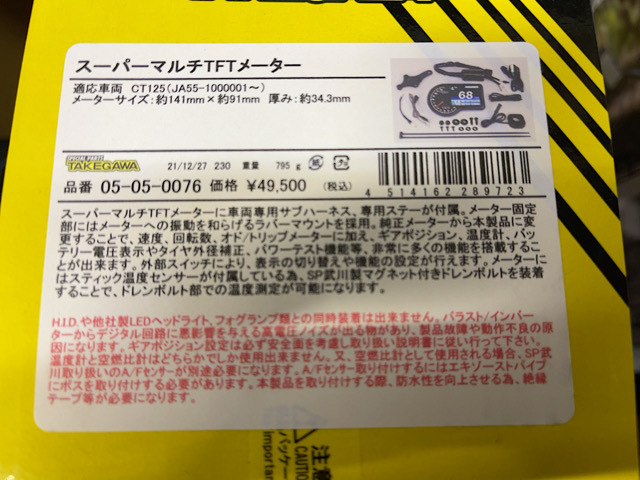 スーパーマルチTFTメーター
適応車両 CT125(JA55-1000001～)
メーターサイズ:約141mm×約91mm 厚み:約34.3mm
68
SPECIAL PARTS
TAKEGAWA
21/12/27 230 重量 795 g 紙 プラ
品番 05-05-0076 価格 ¥49,500 (税込)
4 514162 289723
スーパーマルチTFTメーターに車両専用サブハーネス、専用ステーが付属。メーター固定
部にはメーターへの振動を和らげるラバーマウントを採用。純正メーターから本製品に変
更することで、速度、回転数、オド/トリップメーターに加え、ギアポジション、温度計、バッ
テリー電圧表示やタイヤ外径補正、パワーテスト機能等、非常に多くの機能を搭載するこ
とが出来ます。外部スイッチにより、表示の切り替えや機能の設定が行えます。メーターに
はスティック温度センサーが付属している為、SP武川製マグネット付きドレンボルトを装着
することで、ドレンボルト部での温度測定が可能になります。
H.I.D.や他社製LEDヘッドライト、フォグランプ類との同時装着は出来ません。バラスト/インバー
ターからデジタル回路に悪影響を与える高電圧ノイズが出る物があり、製品故障や動作不良の原
因になります。ギアポジション設定は必ず安全面を考慮し取り扱い説明書に従い行って下さい。
温度計と空燃比計はどちらかでしか使用出来ません。又、空燃比計として使用される場合、SP武
川取り扱いのA/Fセンサーが別途必要になります。A/Fセンサー取付けするにはエキゾーストパイプ
にボスを取り付けする必要があります。本製品を取り付けする際、防水性を向上させる為、絶縁
テープ等が必要になります。
注意
CAUTION
パッケー
important